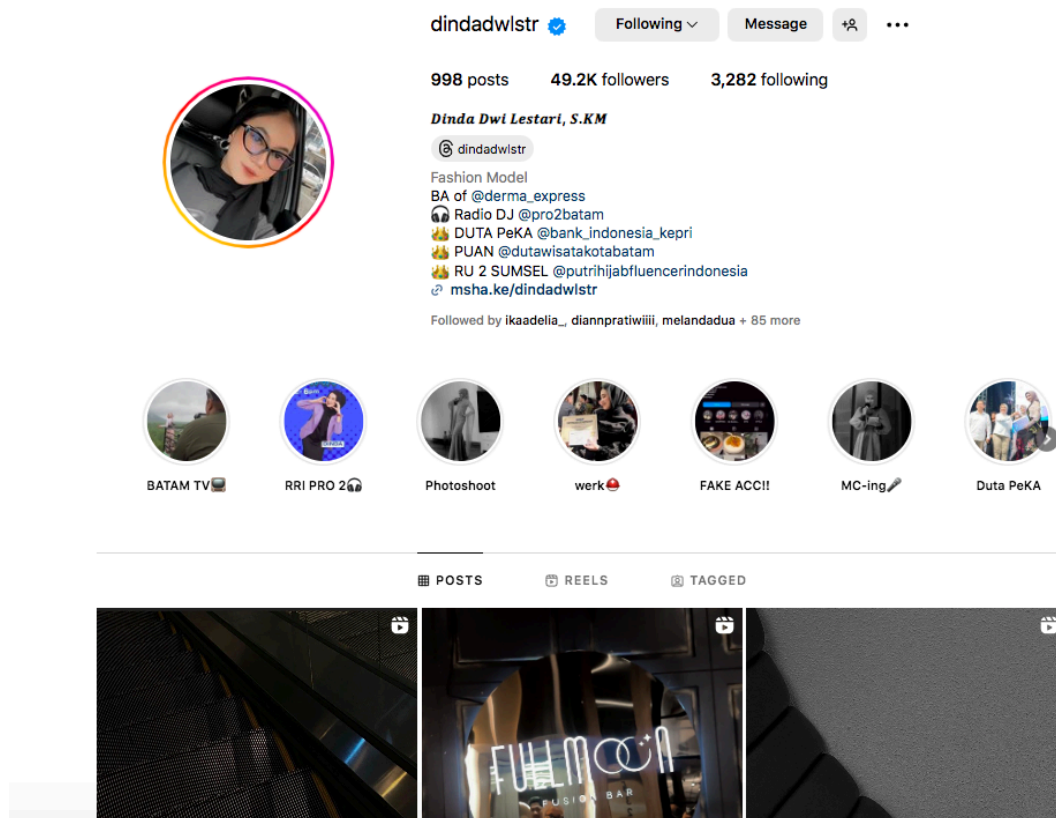 dindadwlstr
Following
Message
998 posts 49.2K followers 3,282 following
Dinda Dwi Lestari, S.KM
dindadwlstr
Fashion Model
BA of @derma_express
🎧 Radio DJ @pro2batam
👑 DUTA PeKA @bank_indonesia_kepri
👑 PUAN @dutawisatakotabatam
👑 RU 2 SUMSEL @putrihijabfluencerindonesia
msha.ke/dindadwlstr
Followed by ikaadelia_, diannpratiwiiii, melandadua + 85 more
BATAM TV📺
RRI PRO 2🎧
Photoshoot
werk⛑️
FAKE ACC!!
MC-ing🎤
Duta PeKA
POSTS
REELS
TAGGED
FULLMOON
FUSION BAR